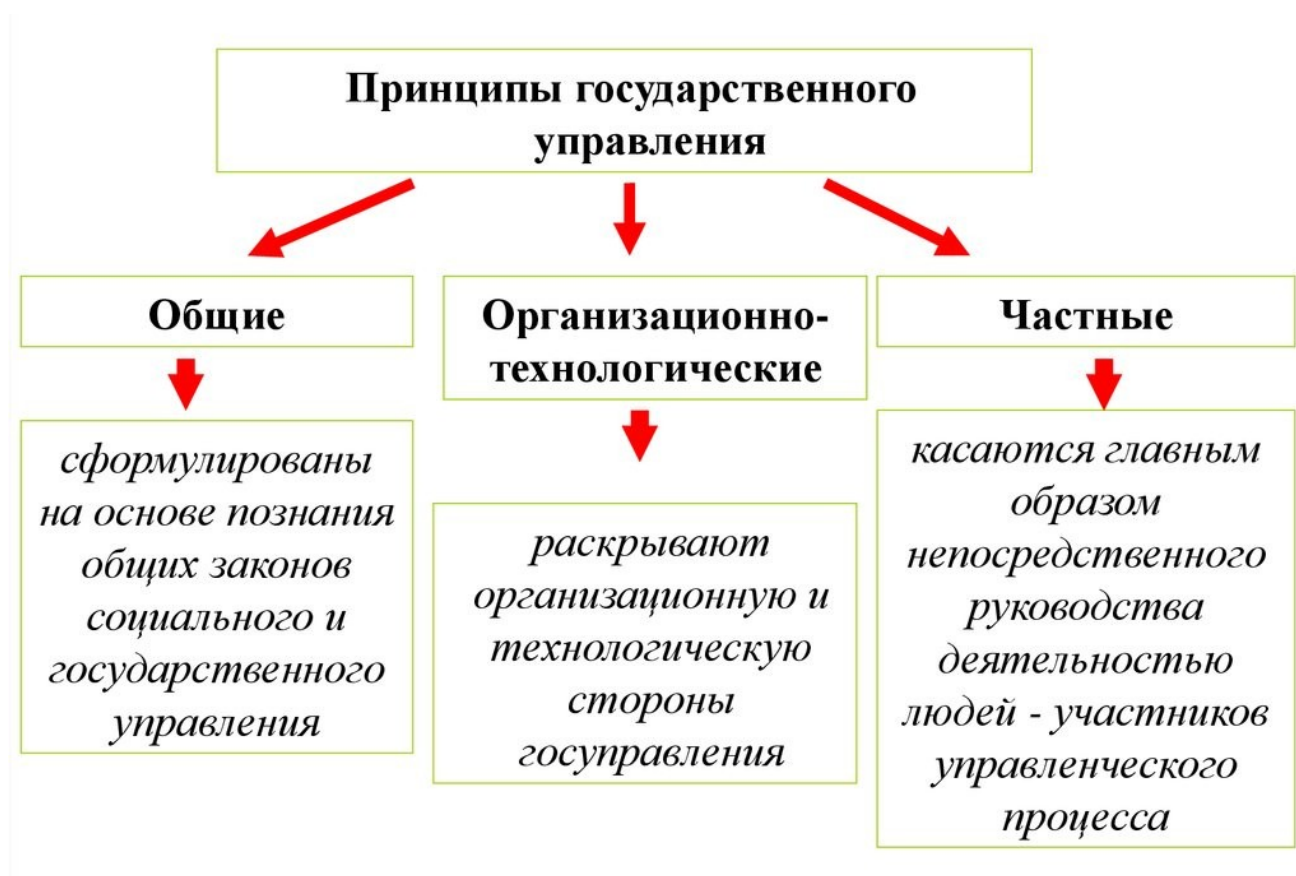 Принципы государственного
управления
Общие
Организационно-
технологические
Частные
сформулированы
на основе познания
общих законов
социального и
государственного
управления
раскрывают
организационную и
технологическую
стороны
госуправления
касаются главным
образом
непосредственного
руководства
деятельностью
людей - участников
управленческого
процесса